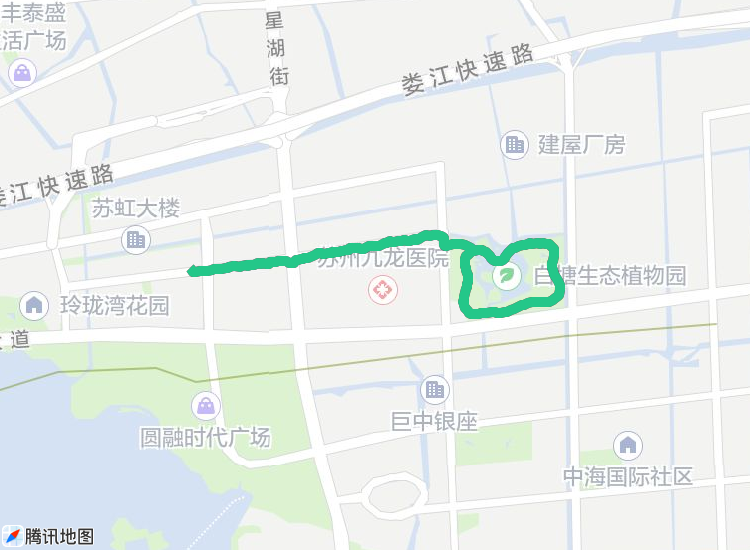 丰泰盛
活广场
星湖街
娄江快速路
建屋厂房
娄江快速路
苏虹大楼
苏州九龙医院
白塘生态植物园
玲珑湾花园
道
圆融时代广场
巨中银座
中海国际社区
腾讯地图